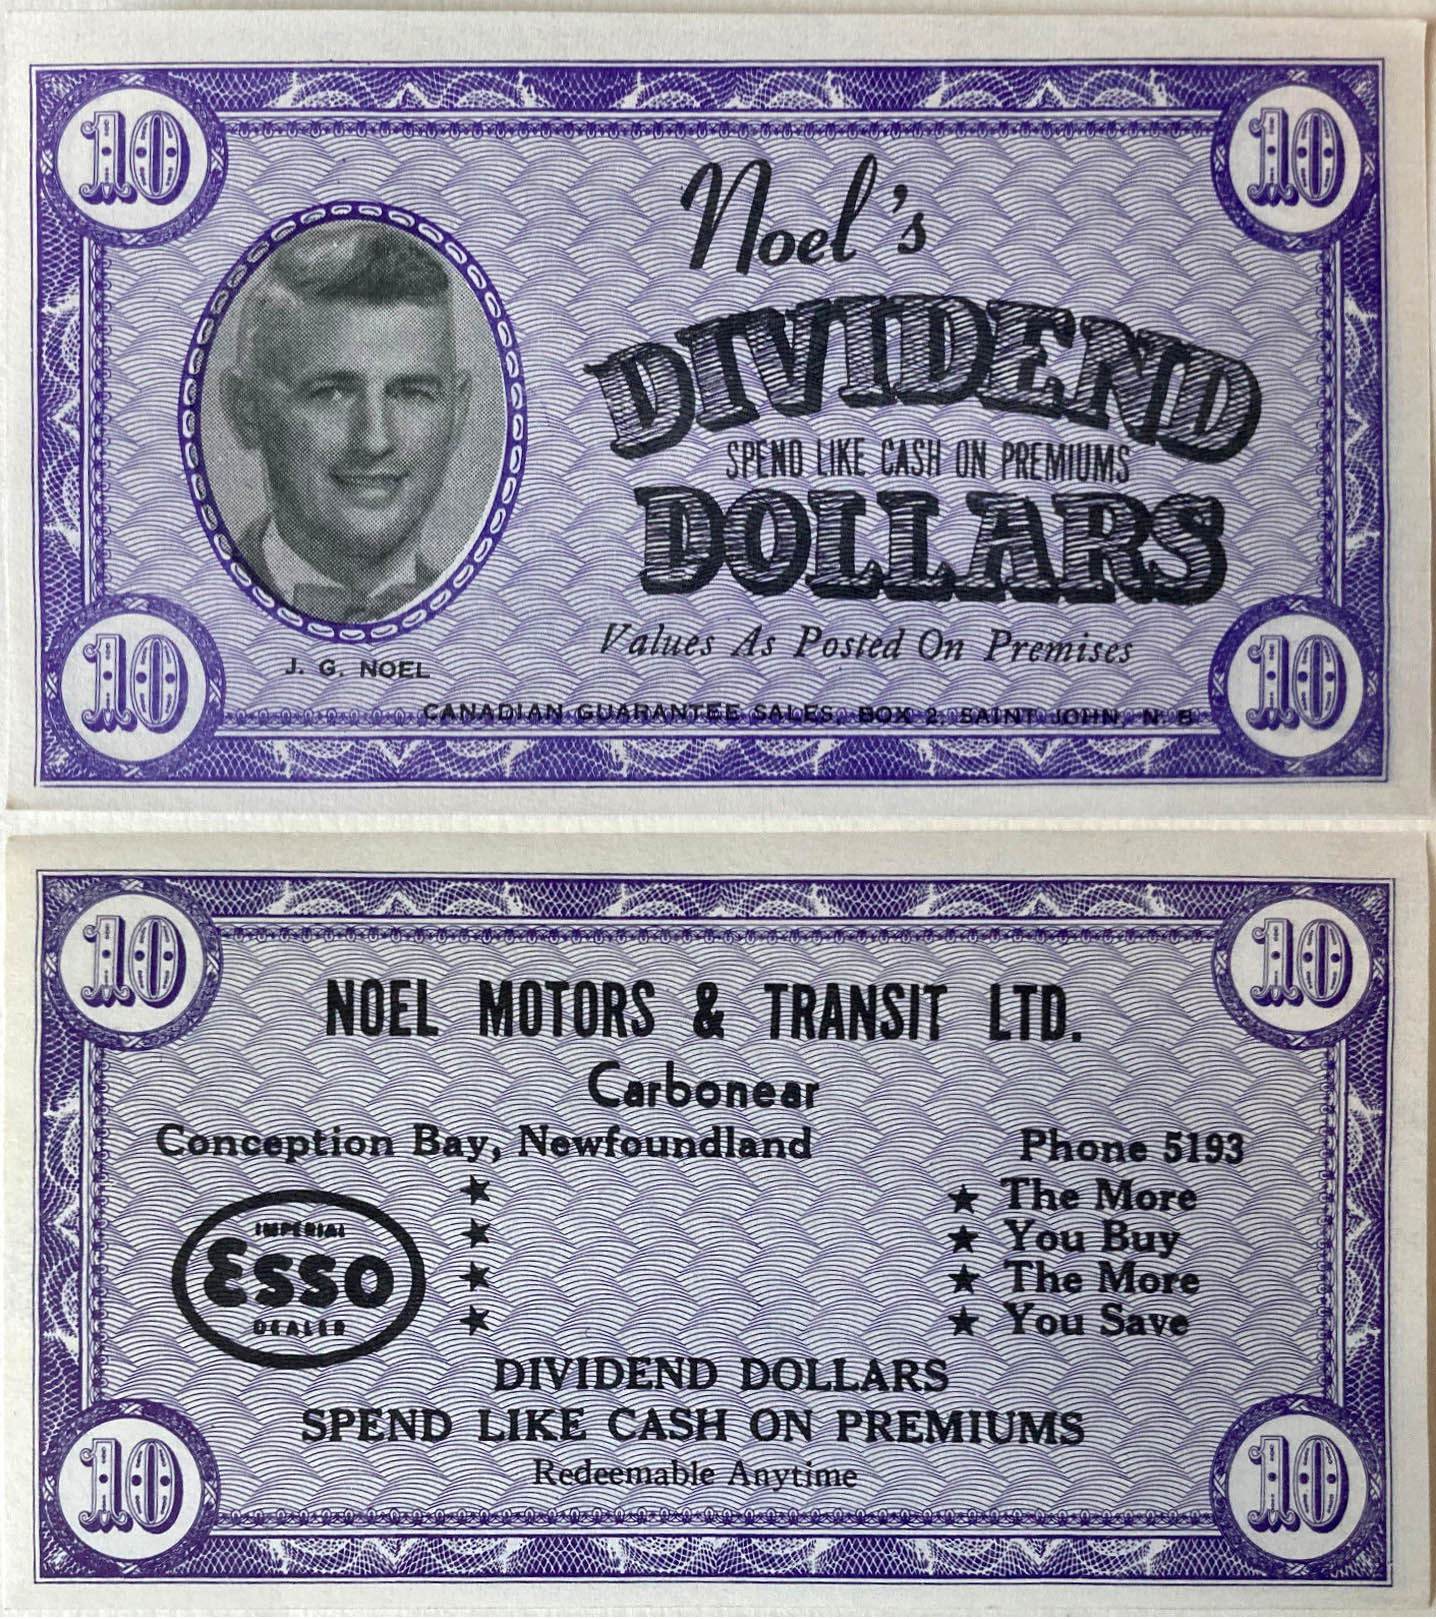 10
10
Noel's
DIVIDEND
SPEND LIKE CASH ON PREMIUMS
DOLLARS
Values As Posted On Premises
J. G. NOEL
CANADIAN GUARANTEE SALES, BOX 2, SAINT JOHN, N. B.
10
10
10
10
NOEL MOTORS & TRANSIT LTD.
Carbonear
Conception Bay, Newfoundland Phone 5193
★ ★ The More
★ ★ You Buy
★ ★ The More
★ ★ You Save
IMPERIAL
ESSO
DEALER
DIVIDEND DOLLARS
SPEND LIKE CASH ON PREMIUMS
Redeemable Anytime
10
10